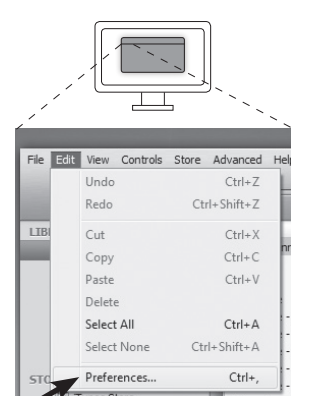 File Edit View Controls Store Advanced Help
Undo Ctrl+Z
Redo Ctrl+Shift+Z
Cut Ctrl+X
Copy Ctrl+C
Paste Ctrl+V
Delete
Select All Ctrl+A
Select None Ctrl+Shift+A
Preferences... Ctrl+,